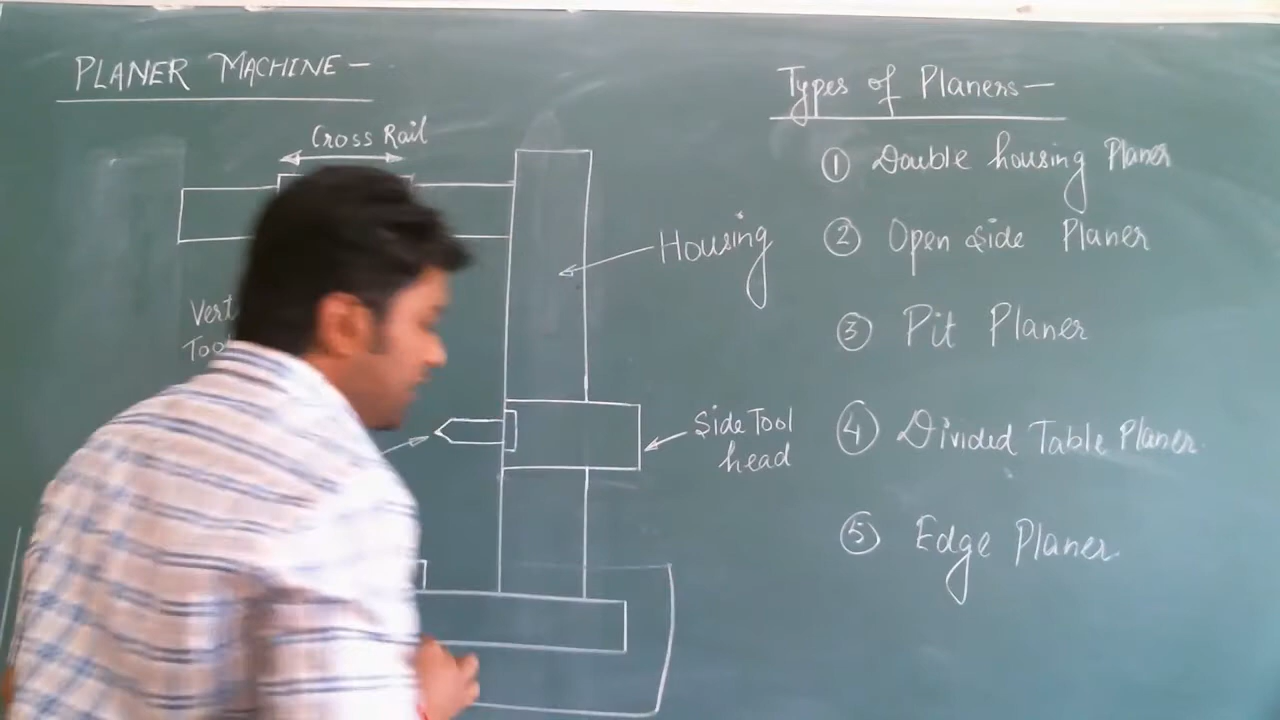 PLANER MACHINE -
Cross Rail
Housing
Side Tool
head
Types of Planers -
① Double housing Planer
② Open Side Planer
③ Pit Planer
④ Divided Table Planer
⑤ Edge Planer